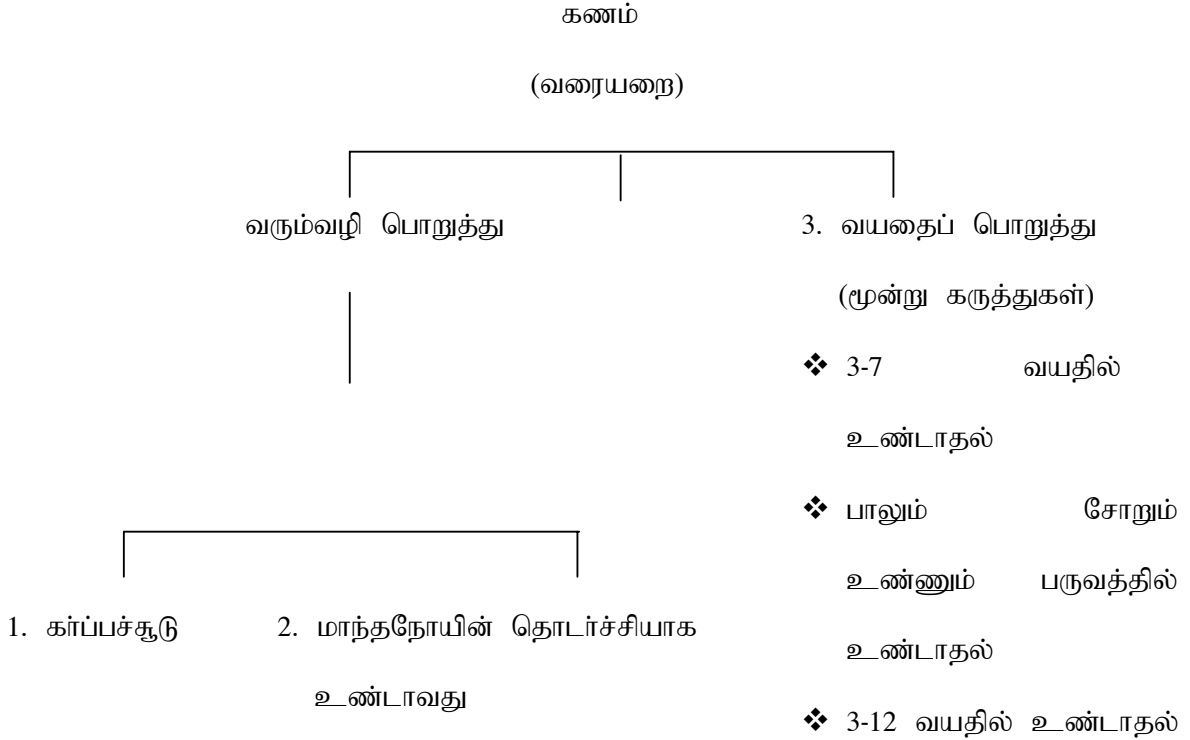 கணம்
(வரையறை)
வரும்வழி பொறுத்து
3. வயதைப் பொறுத்து
(மூன்று கருத்துகள்)
❖ 3-7 வயதில்
உண்டாதல்
❖ பாலும் சோறும்
உண்ணும் பருவத்தில்
உண்டாதல்
❖ 3-12 வயதில் உண்டாதல்
1. கர்ப்பச்சூடு
2. மாந்தநோயின் தொடர்ச்சியாக
உண்டாவது